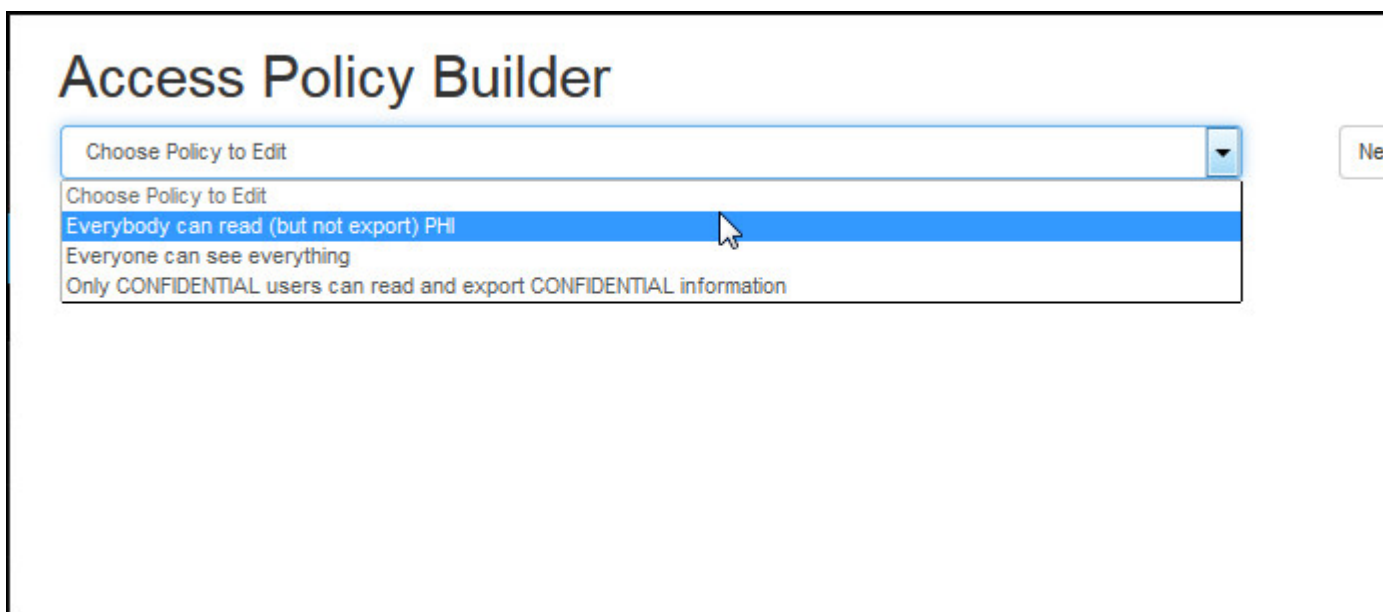 Access Policy Builder
Choose Policy to Edit
Ne
Choose Policy to Edit
Everybody can read (but not export) PHI
Everyone can see everything
Only CONFIDENTIAL users can read and export CONFIDENTIAL information